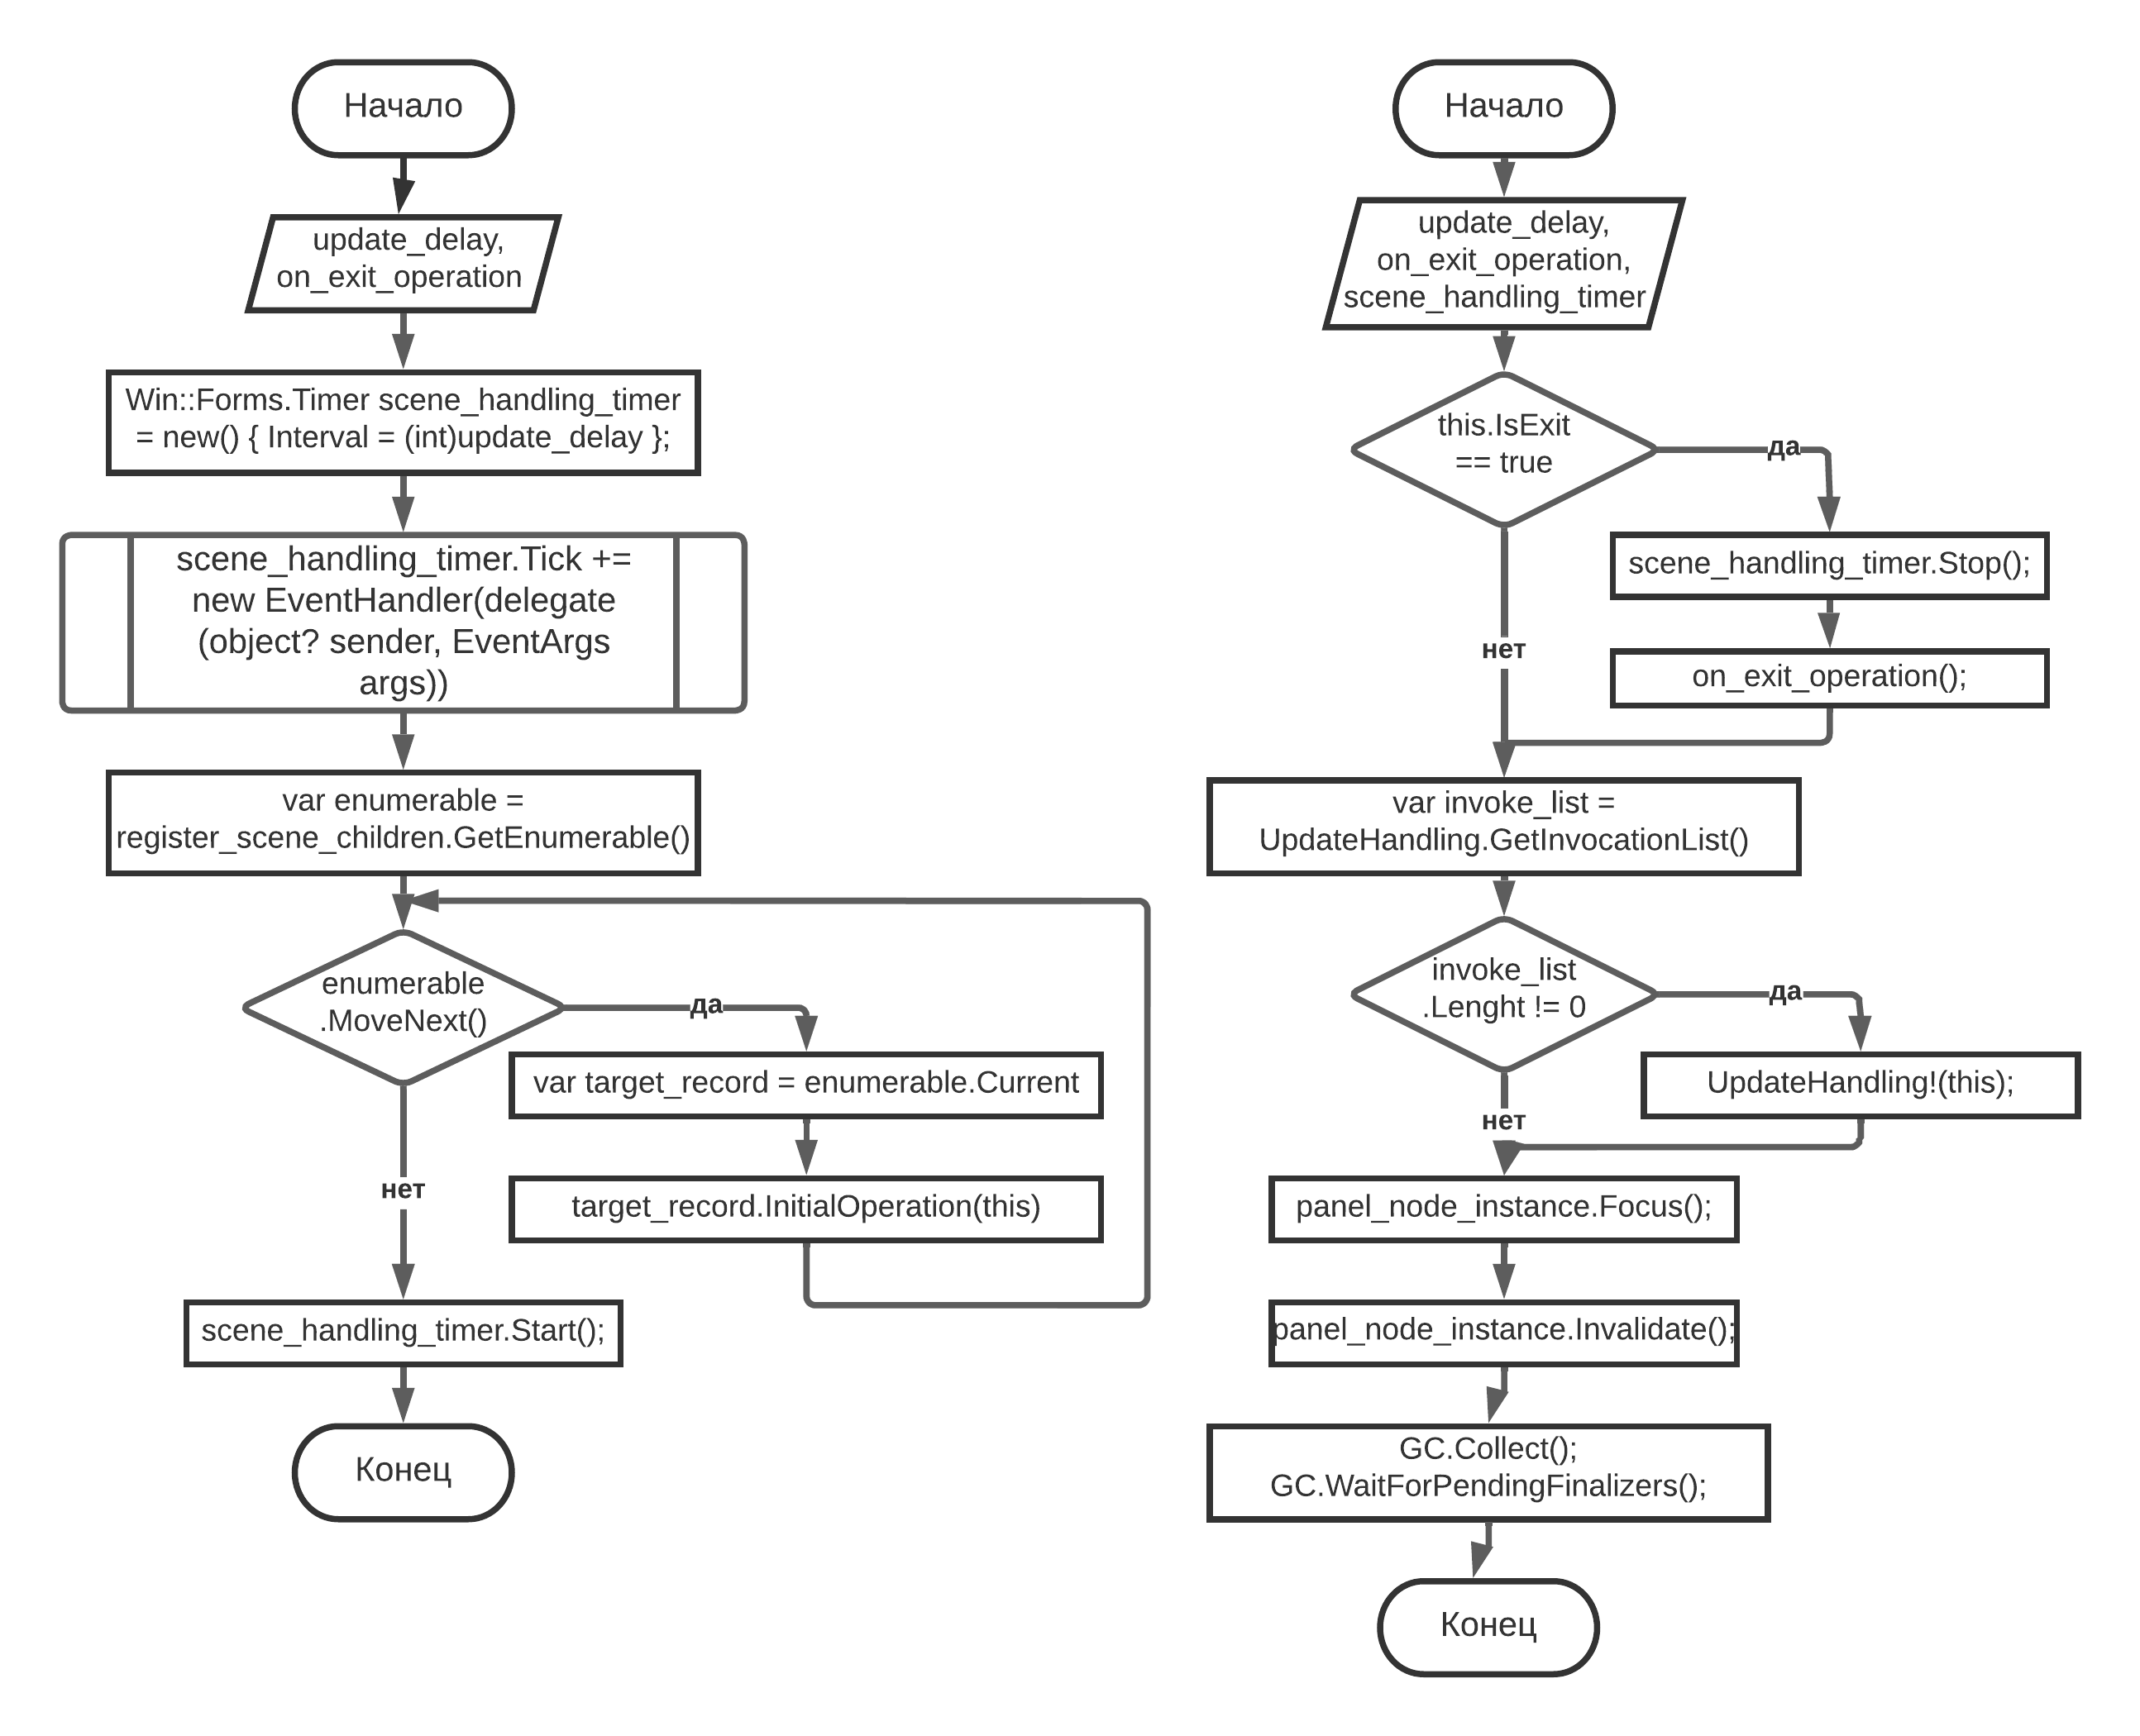 Начало
update_delay,
on_exit_operation
Win::Forms.Timer scene_handling_timer
= new() { Interval = (int)update_delay };
scene_handling_timer.Tick +=
new EventHandler(delegate
(object? sender, EventArgs
args))
var enumerable =
register_scene_children.GetEnumerable()
enumerable
.MoveNext()
да
var target_record = enumerable.Current
target_record.InitialOperation(this)
нет
scene_handling_timer.Start();
Конец
Начало
update_delay,
on_exit_operation,
scene_handling_timer
this.IsExit
== true
да
scene_handling_timer.Stop();
on_exit_operation();
нет
var invoke_list =
UpdateHandling.GetInvocationList()
invoke_list
.Lenght != 0
да
UpdateHandling!(this);
нет
panel_node_instance.Focus();
panel_node_instance.Invalidate();
GC.Collect();
GC.WaitForPendingFinalizers();
Конец